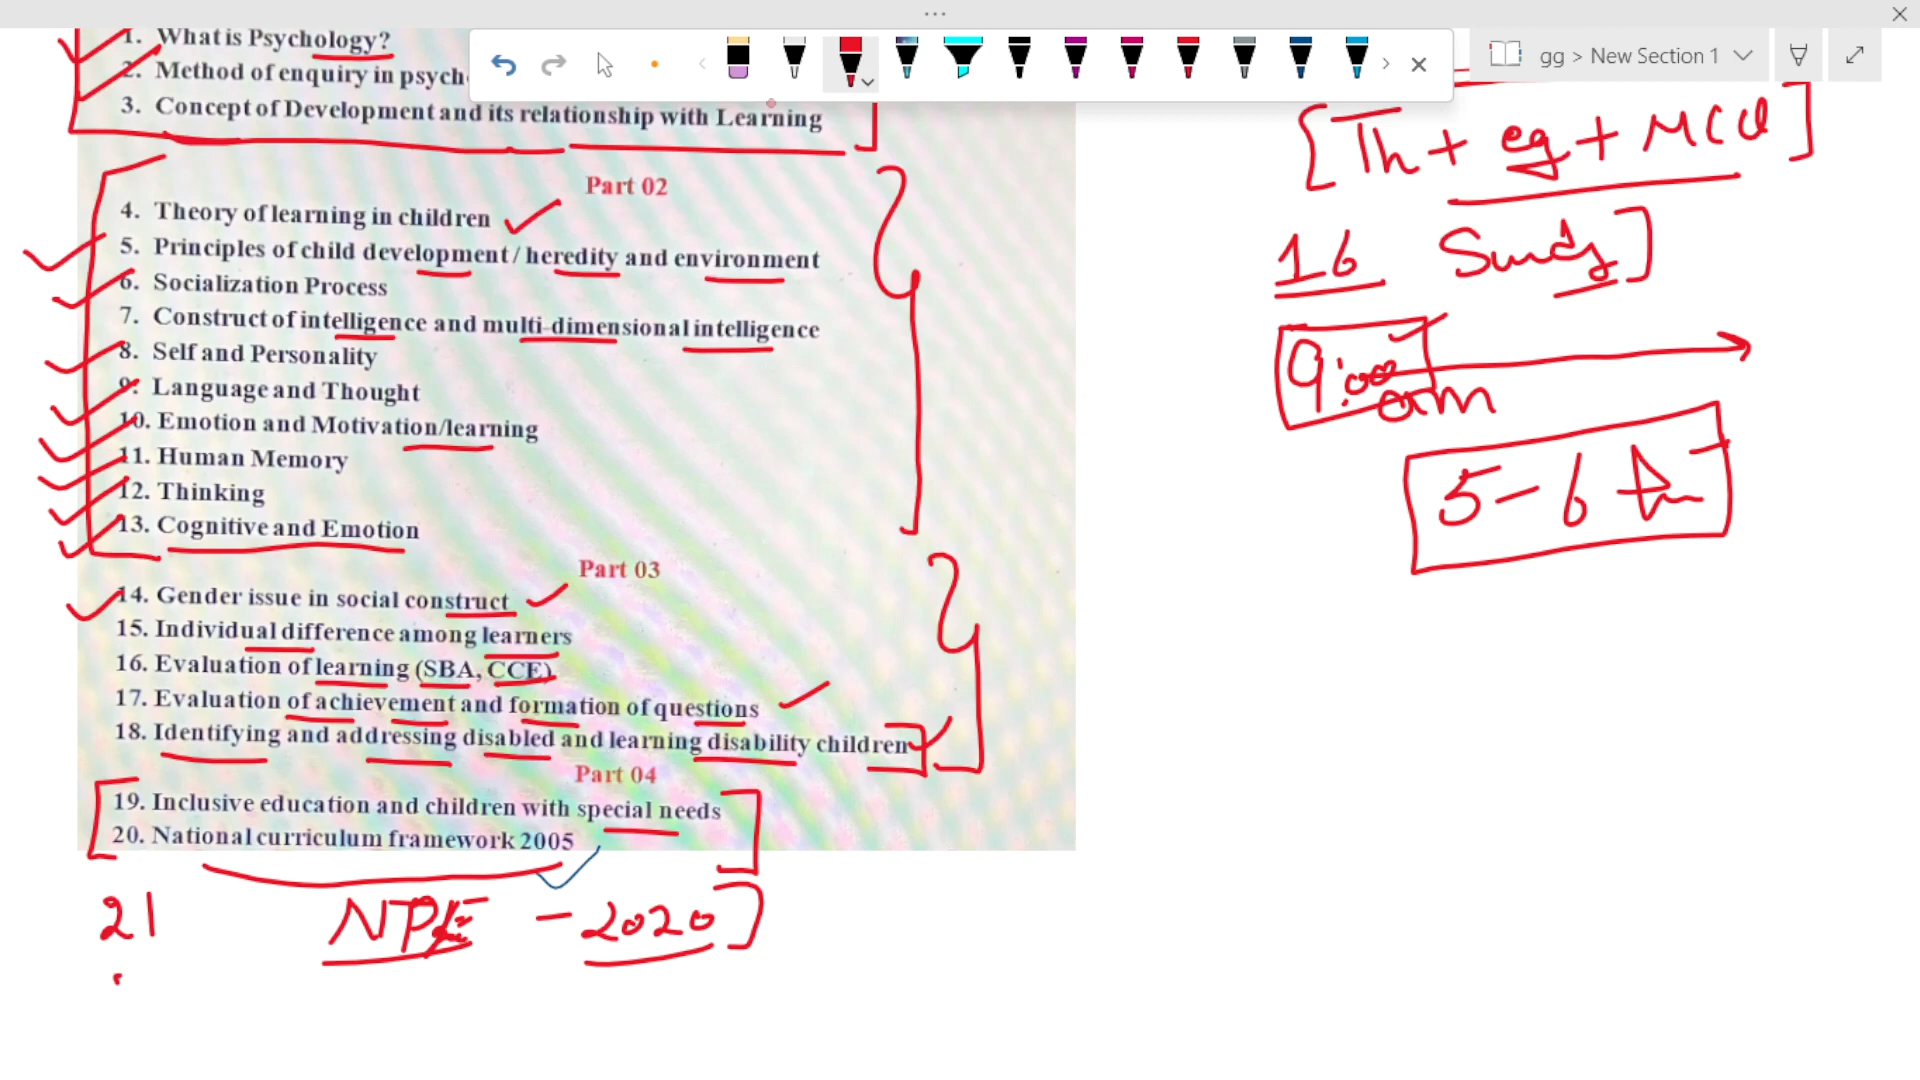 gg > New Section 1
1. What is Psychology?
2. Method of enquiry in psych
3. Concept of Development and its relationship with Learning
Part 02
4. Theory of learning in children
5. Principles of child development / heredity and environment
6. Socialization Process
7. Construct of intelligence and multi-dimensional intelligence
8. Self and Personality
9. Language and Thought
10. Emotion and Motivation/learning
11. Human Memory
12. Thinking
13. Cognitive and Emotion
Part 03
14. Gender issue in social construct
15. Individual difference among learners
16. Evaluation of learning (SBA, CCE)
17. Evaluation of achievement and formation of questions
18. Identifying and addressing disabled and learning disability children
Part 04
19. Inclusive education and children with special needs
20. National curriculum framework 2005
21 NPE - 2020]
[Th + eg + MCQ]
16
9:00 am
5-6